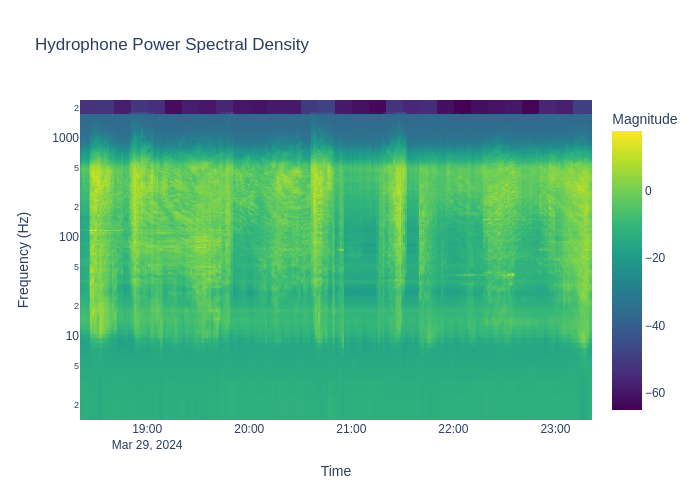 Hydrophone Power Spectral Density
Magnitude
2
1000
5
2
100
5
2
10
5
2
0
−20
−40
−60
Frequency (Hz)
19:00 20:00 21:00 22:00 23:00
Mar 29, 2024
Time